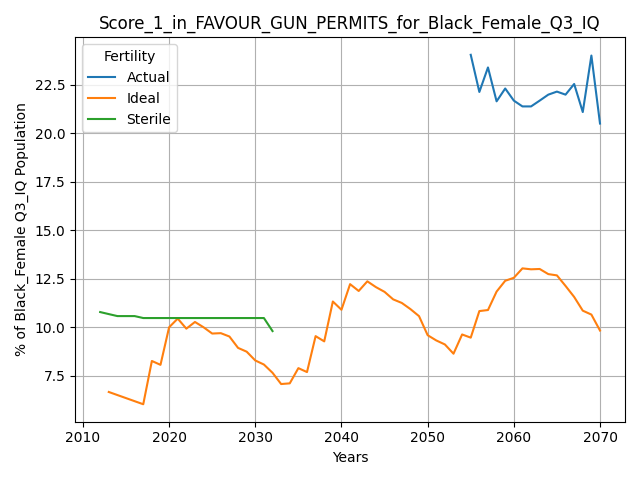 Score_1_in_FAVOUR_GUN_PERMITS_for_Black_Female_Q3_IQ
Fertility
Actual
Ideal
Sterile
% of Black_Female Q3_IQ Population
22.5
20.0
17.5
15.0
12.5
10.0
7.5
2010 2020 2030 2040 2050 2060 2070
Years